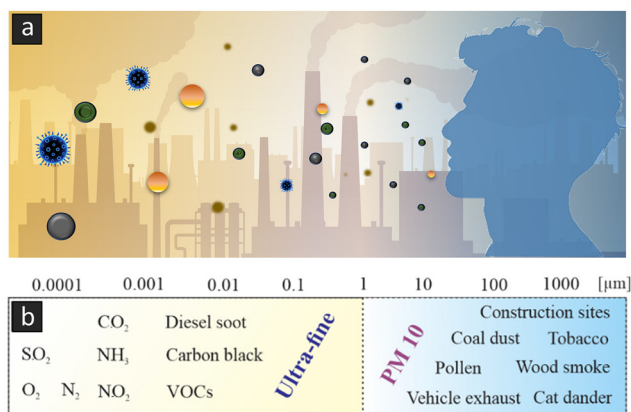 a
0.0001 0.001 0.01 0.1 1 10 100 1000 [μm]
b
CO₂ Diesel soot
SO₂ NH₃ Carbon black
O₂ N₂ NO₂ VOCs
Ultra-fine
PM 10
Construction sites
Coal dust Tobacco
Pollen Wood smoke
Vehicle exhaust Cat dander